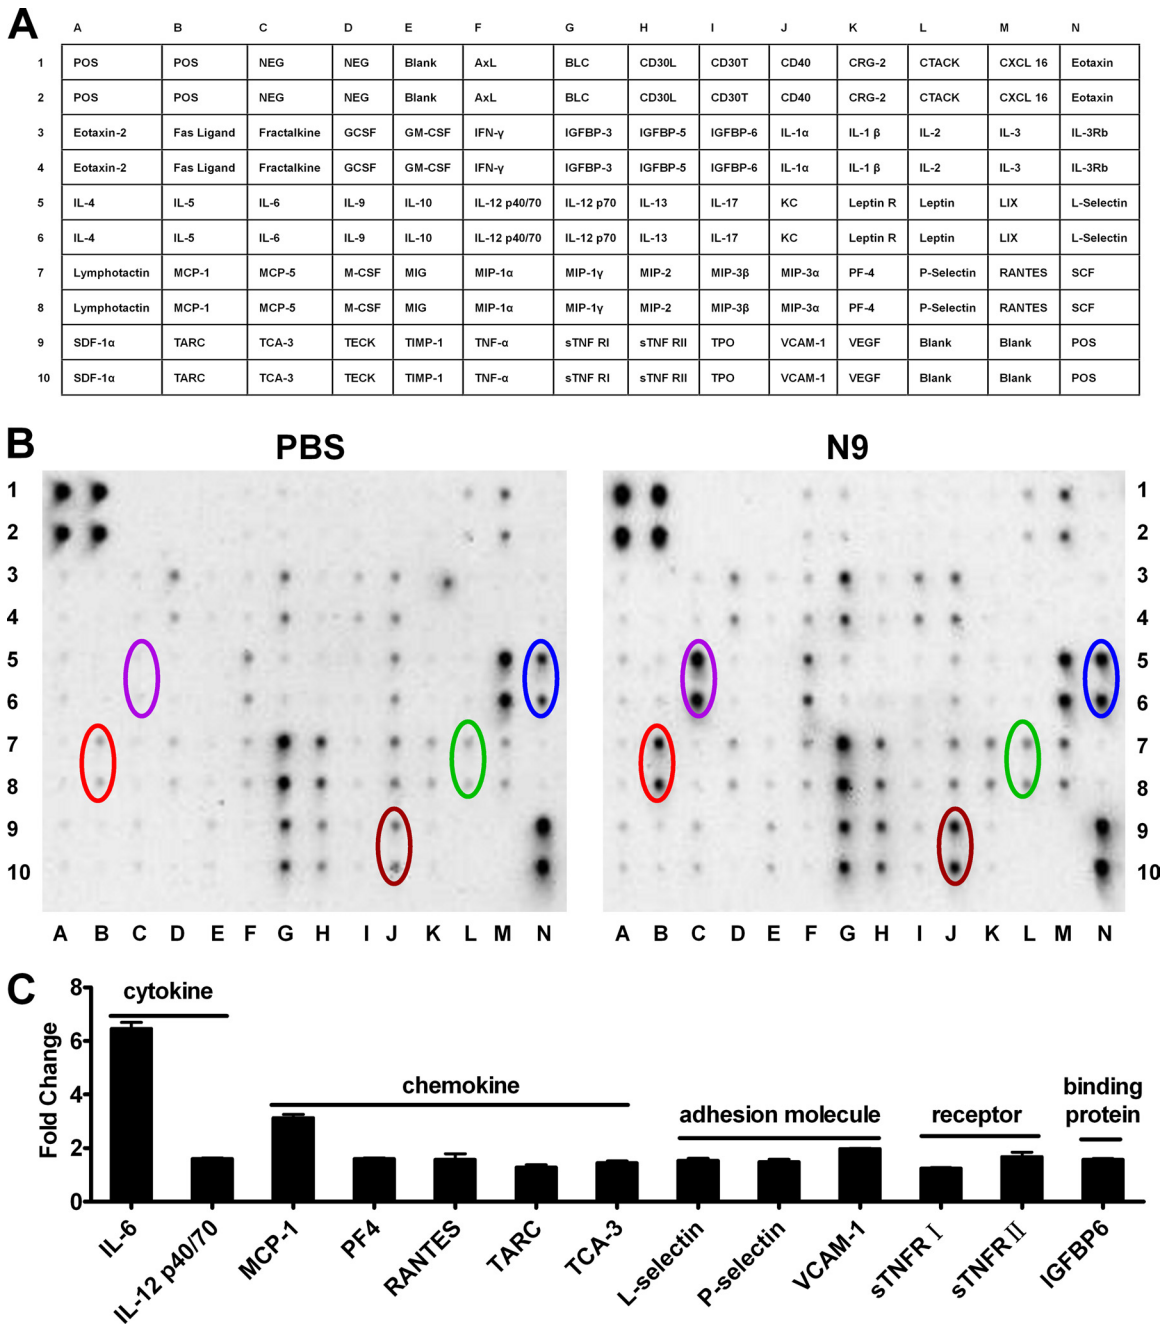 A
A B C D E F G H I J K L M N
1 POS POS NEG NEG Blank AxL BLC CD30L CD30T CD40 CRG-2 CTACK CXCL 16 Eotaxin
2 POS POS NEG NEG Blank AxL BLC CD30L CD30T CD40 CRG-2 CTACK CXCL 16 Eotaxin
3 Eotaxin-2 Fas Ligand Fractalkine GCSF GM-CSF IFN-γ IGFBP-3 IGFBP-5 IGFBP-6 IL-1α IL-1 β IL-2 IL-3 IL-3Rb
4 Eotaxin-2 Fas Ligand Fractalkine GCSF GM-CSF IFN-γ IGFBP-3 IGFBP-5 IGFBP-6 IL-1α IL-1 β IL-2 IL-3 IL-3Rb
5 IL-4 IL-5 IL-6 IL-9 IL-10 IL-12 p40/70 IL-12 p70 IL-13 IL-17 KC Leptin R Leptin LIX L-Selectin
6 IL-4 IL-5 IL-6 IL-9 IL-10 IL-12 p40/70 IL-12 p70 IL-13 IL-17 KC Leptin R Leptin LIX L-Selectin
7 Lymphotactin MCP-1 MCP-5 M-CSF MIG MIP-1α MIP-1γ MIP-2 MIP-3β MIP-3α PF-4 P-Selectin RANTES SCF
8 Lymphotactin MCP-1 MCP-5 M-CSF MIG MIP-1α MIP-1γ MIP-2 MIP-3β MIP-3α PF-4 P-Selectin RANTES SCF
9 SDF-1α TARC TCA-3 TECK TIMP-1 TNF-α sTNF RI sTNF RII TPO VCAM-1 VEGF Blank Blank POS
10 SDF-1α TARC TCA-3 TECK TIMP-1 TNF-α sTNF RI sTNF RII TPO VCAM-1 VEGF Blank Blank POS
B
PBS N9
1 1
2 2
3 3
4 4
5 5
6 6
7 7
8 8
9 9
10 10
A B C D E F G H I J K L M N A B C D E F G H I J K L M N
C
Fold Change
8
6
4
2
0
cytokine
chemokine
adhesion molecule
receptor
binding
protein
IL-6
IL-12 p40/70
MCP-1
PF4
RANTES
TARC
TCA-3
L-selectin
P-selectin
VCAM-1
sTNFR I
sTNFR II
IGFBP6